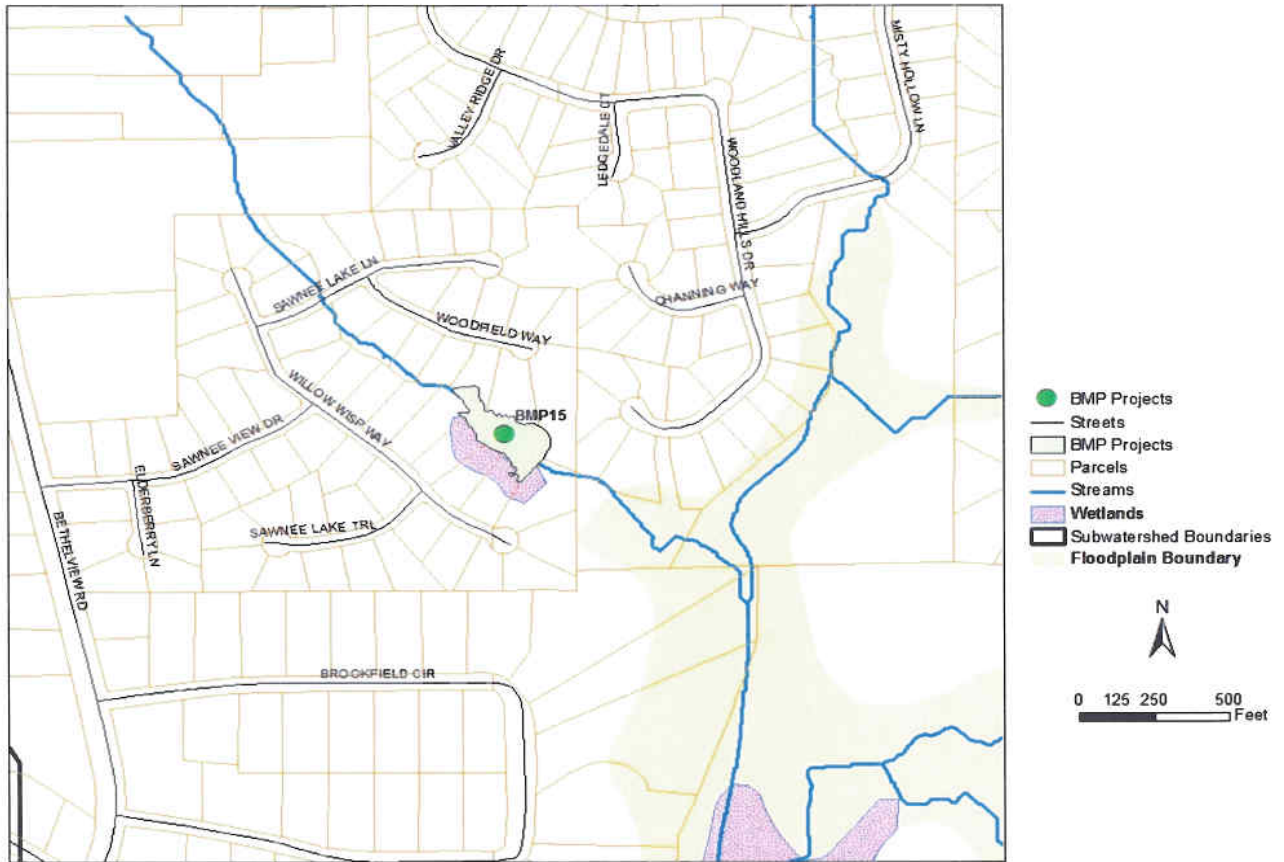 MISTY HOLLOW LN
VALLEY RIDGE DR
LEDGEDALE CT
WOODLAND HILLS DR
SAWNEE LAKE LN
CHANNING WAY
WOODFIELD WAY
WILLOW WISP WAY
BMP15
SAWNEE VIEW DR
ELDERBERRY LN
SAWNEE LAKE TRL
BETHELVIEW RD
BROOKFIELD CIR
BMP Projects
Streets
BMP Projects
Parcels
Streams
Wetlands
Subwatershed Boundaries
Floodplain Boundary
N
0 125 250 500
Feet